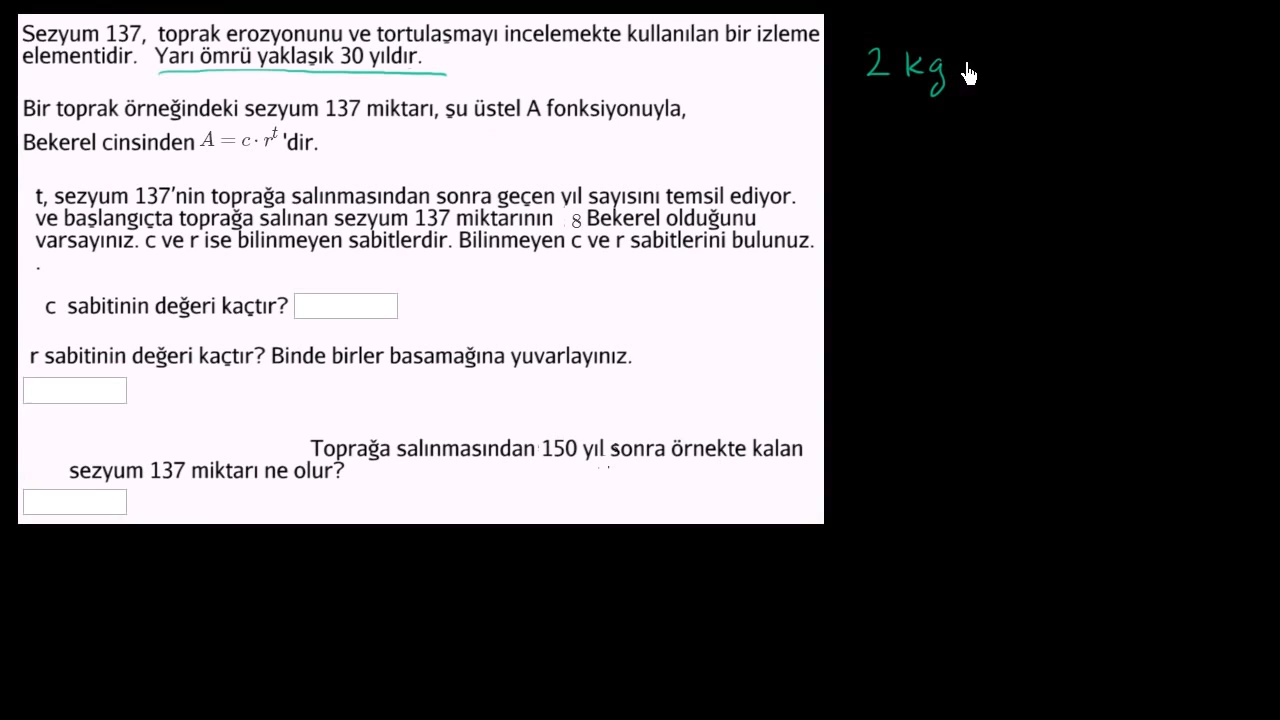 Sezyum 137, toprak erozyonunu ve tortulaşmayı incelemekte kullanılan bir izleme
elementidir. Yarı ömrü yaklaşık 30 yıldır.
2 kg
Bir toprak örneğindeki sezyum 137 miktarı, şu üstel A fonksiyonuyla,
Bekerel cinsinden A = c · r^t 'dir.
t, sezyum 137’nin toprağa salınmasından sonra geçen yıl sayısını temsil ediyor.
ve başlangıçta toprağa salınan sezyum 137 miktarının 8 Bekerel olduğunu
varsayınız. c ve r ise bilinmeyen sabitlerdir. Bilinmeyen c ve r sabitlerini bulunuz.
.
c sabitinin değeri kaçtır?
r sabitinin değeri kaçtır? Binde birler basamağına yuvarlayınız.
Toprağa salınmasından 150 yıl sonra örnekte kalan
sezyum 137 miktarı ne olur?